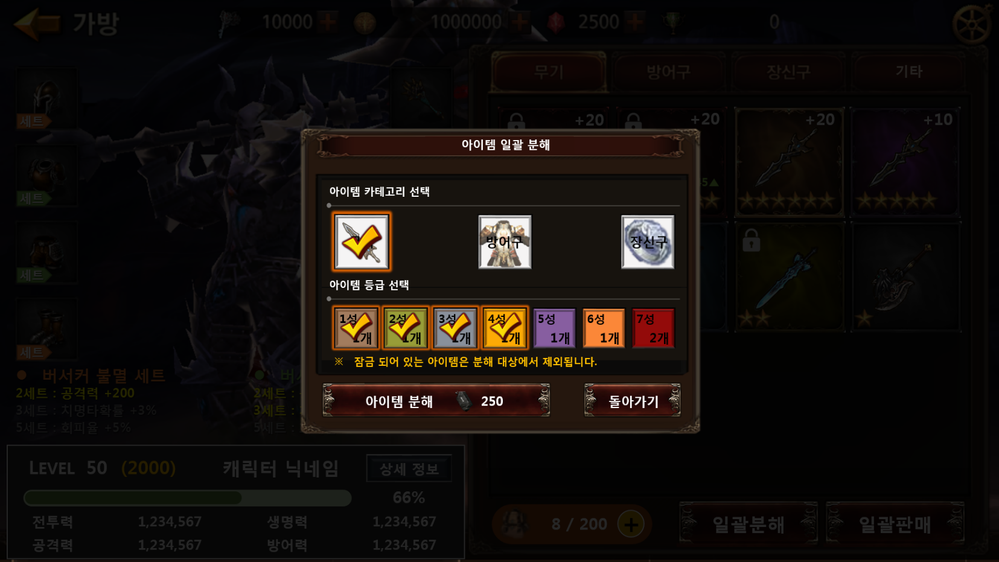 가방
10000
1000000
2500
0
무기
방어구
장신구
기타
세트
세트
세트
세트
+20
+20
+20
+10
5▲
아이템 일괄 분해
아이템 카테고리 선택
방어구
장신구
아이템 등급 선택
1성 1개
2성 1개
3성 1개
4성 1개
5성 1개
6성 1개
7성 2개
※ 잠금 되어 있는 아이템은 분해 대상에서 제외됩니다.
아이템 분해 250
돌아가기
버서커 불멸 세트
2세트 : 공격력 +200
3세트 : 치명타확률 +3%
5세트 : 회피율 +5%
2세트 :
3세트 :
5세트 :
LEVEL 50 (2000) 캐릭터 닉네임 상세 정보
66%
전투력 1,234,567 생명력 1,234,567
공격력 1,234,567 방어력 1,234,567
8 / 200
일괄분해
일괄판매